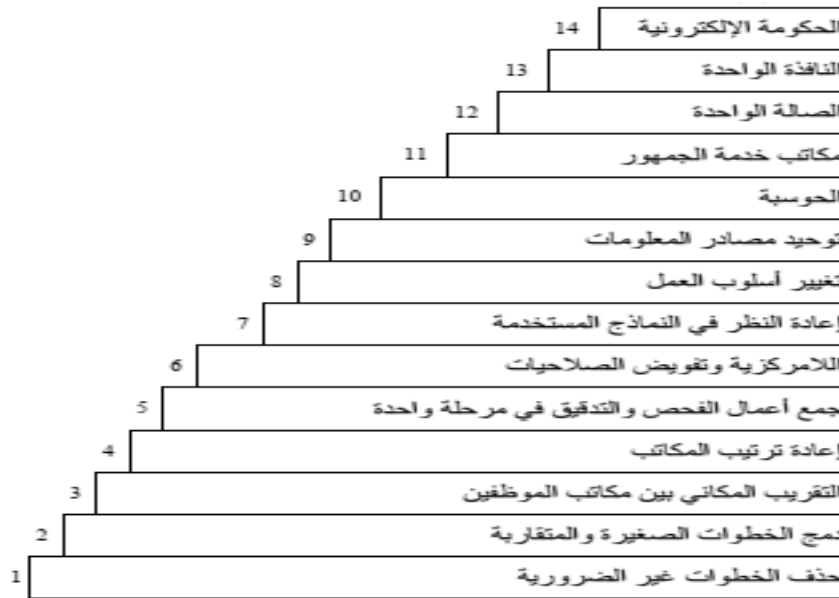 14 الحكومة الإلكترونية
13 النافذة الواحدة
12 الصالة الواحدة
11 مكاتب خدمة الجمهور
10 الحوسبة
9 توحيد مصادر المعلومات
8 تغيير أسلوب العمل
7 إعادة النظر في النماذج المستخدمة
6 اللامركزية وتفويض الصلاحيات
5 جمع أعمال الفحص والتدقيق في مرحلة واحدة
4 إعادة ترتيب المكاتب
3 التقريب المكاني بين مكاتب الموظفين
2 دمج الخطوات الصغيرة والمتقاربة
1 حذف الخطوات غير الضرورية